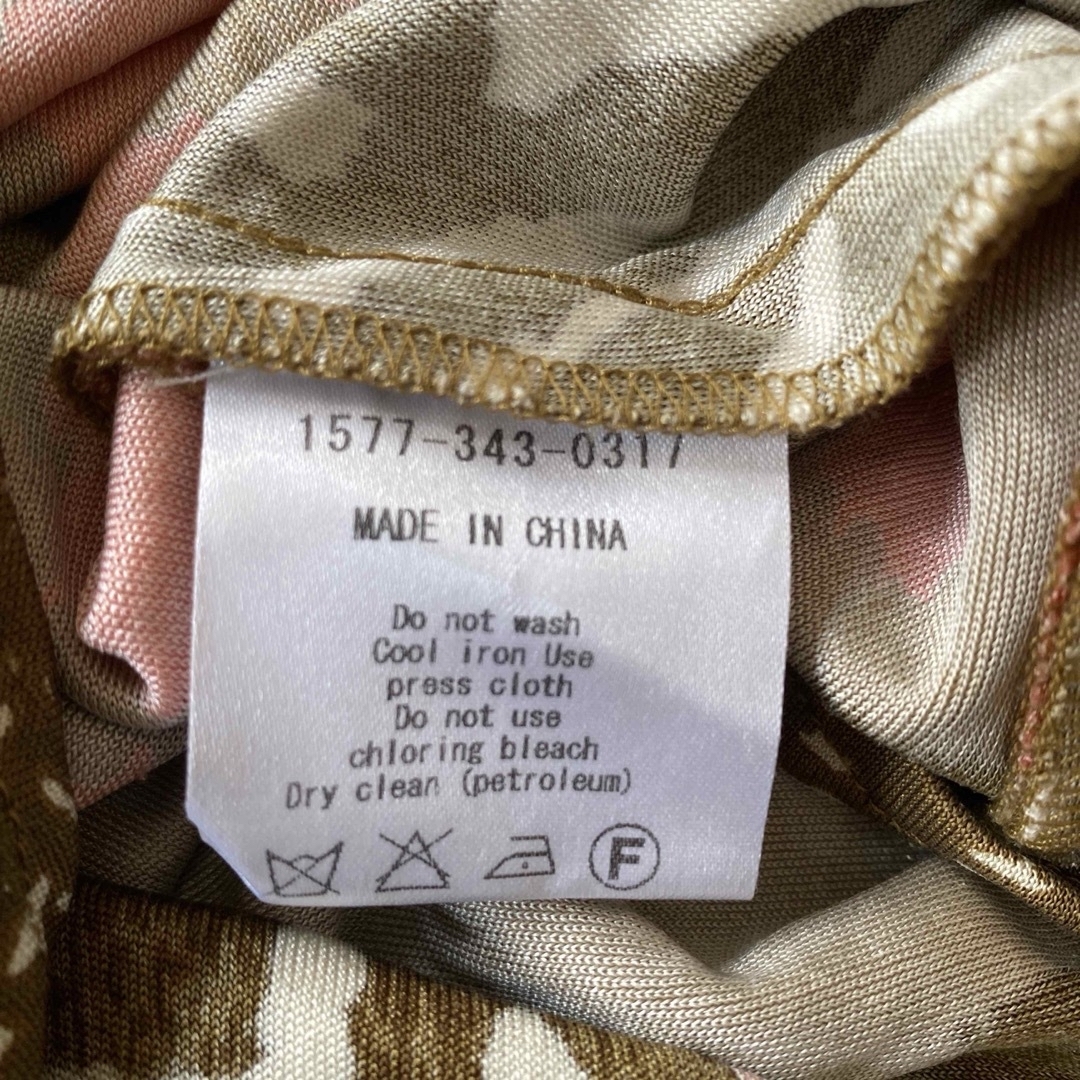 1577-343-0317
MADE IN CHINA
Do not wash
Cool iron Use
press cloth
Do not use
chloring bleach
Dry clean (petroleum)
F